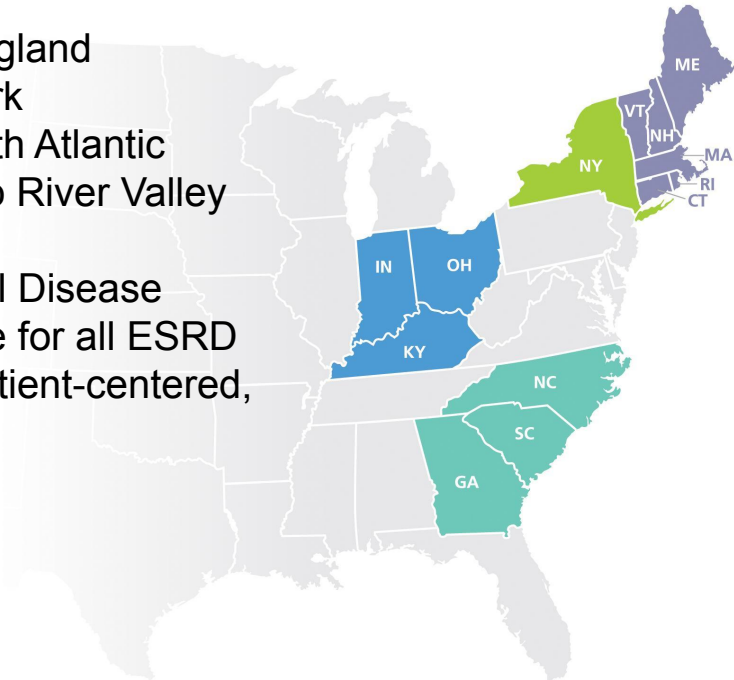 gland
rk
th Atlantic
o River Valley
l Disease
e for all ESRD
tient-centered,
ME
VT
NH
NY
MA
RI
CT
IN
OH
KY
NC
SC
GA